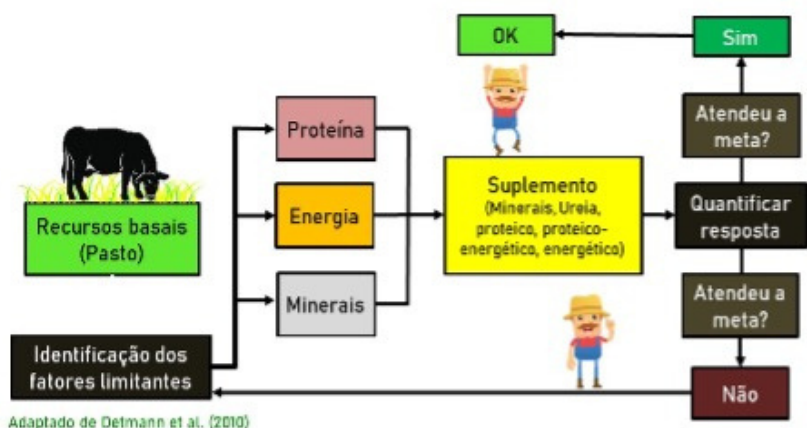 OK
Sim
Atendeu a
meta?
Proteína
Suplemento
(Minerais, Ureia,
proteico, proteico-
energético, energético)
Quantificar
resposta
Energia
Recursos basais
(Pasto)
Minerais
Atendeu a
meta?
Identificação dos
fatores limitantes
Não
Adaptado de Detmann et al. (2010)